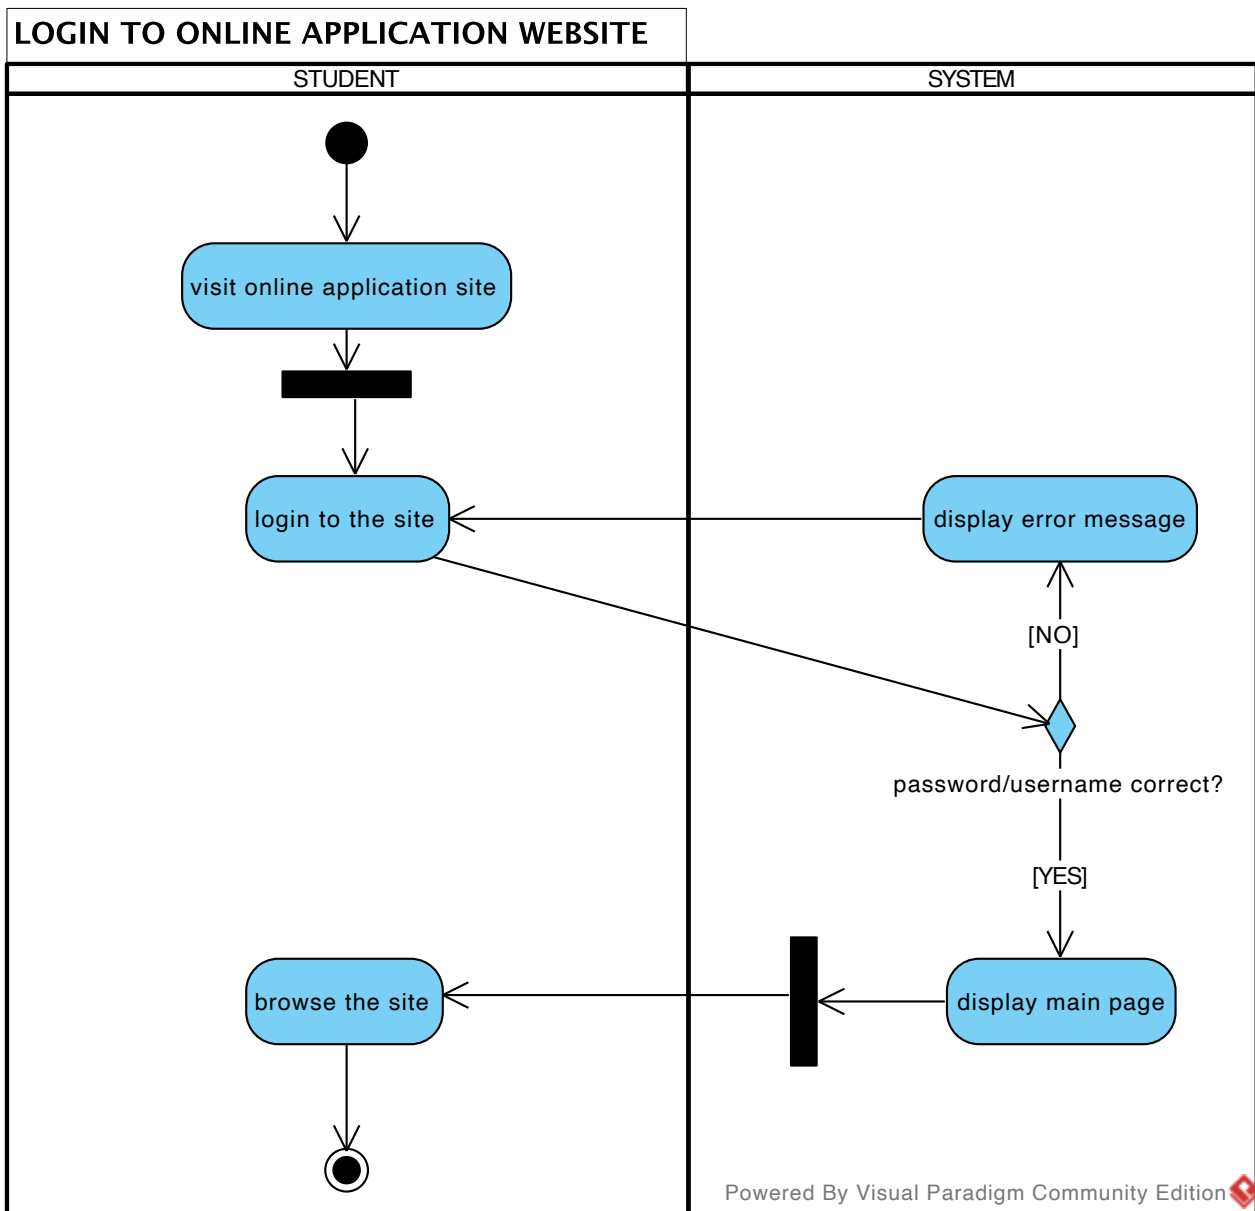 LOGIN TO ONLINE APPLICATION WEBSITE
STUDENT
SYSTEM
visit online application site
login to the site
display error message
[NO]
password/username correct?
[YES]
browse the site
display main page
Powered By Visual Paradigm Community Edition